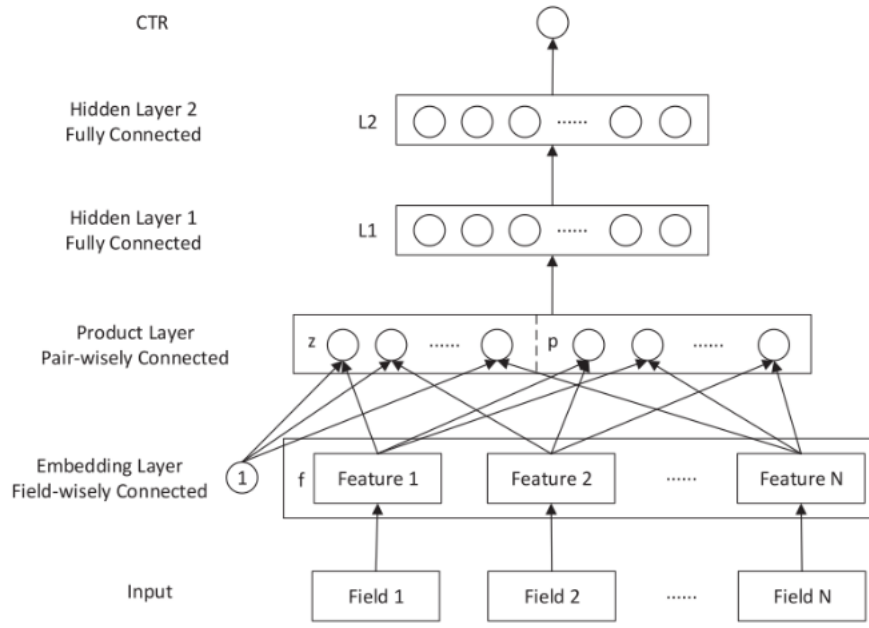 CTR
Hidden Layer 2
Fully Connected
L2
......
Hidden Layer 1
Fully Connected
L1
......
Product Layer
Pair-wisely Connected
z
......
p
......
Embedding Layer
Field-wisely Connected
1
f
Feature 1
Feature 2
......
Feature N
Input
Field 1
Field 2
......
Field N